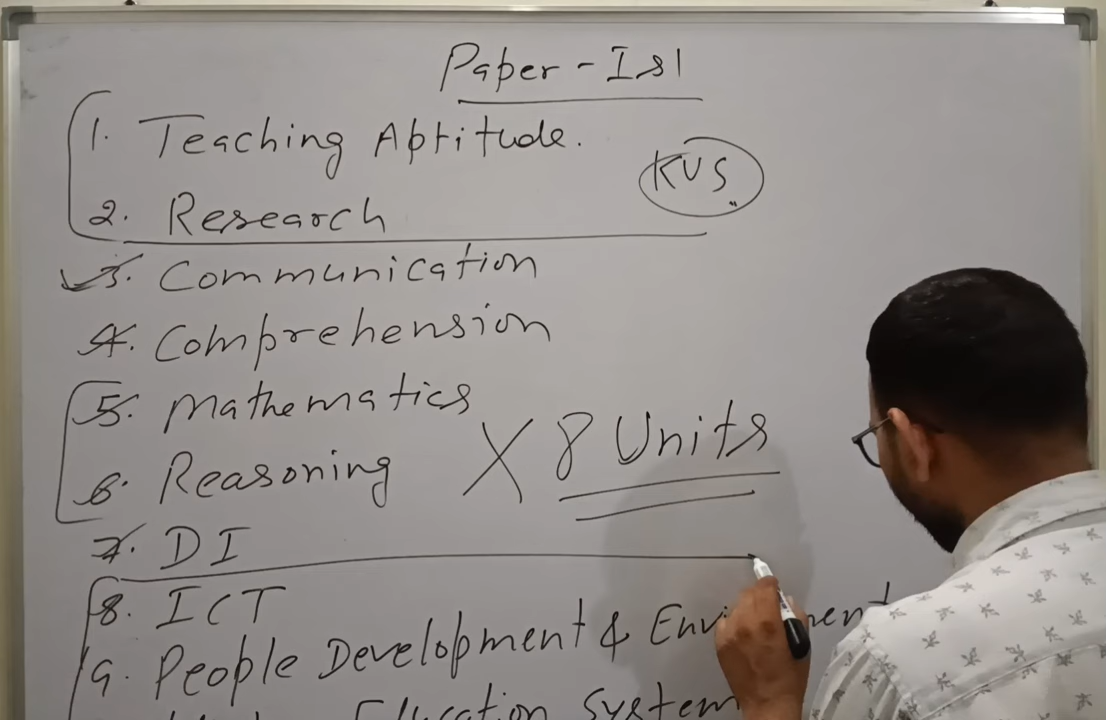 Paper - Ist
1. Teaching Aptitude.
KVS
2. Research
3. Communication
4. Comprehension
5. Mathematics
X 8 Units
6. Reasoning
7. DI
8. ICT
9. People Development & Environment
Education System